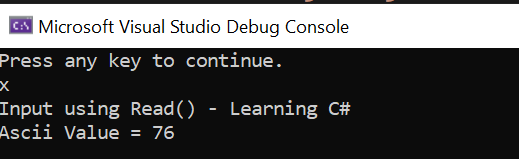 Microsoft Visual Studio Debug Console
Press any key to continue.
x
Input using Read() - Learning C#
Ascii Value = 76